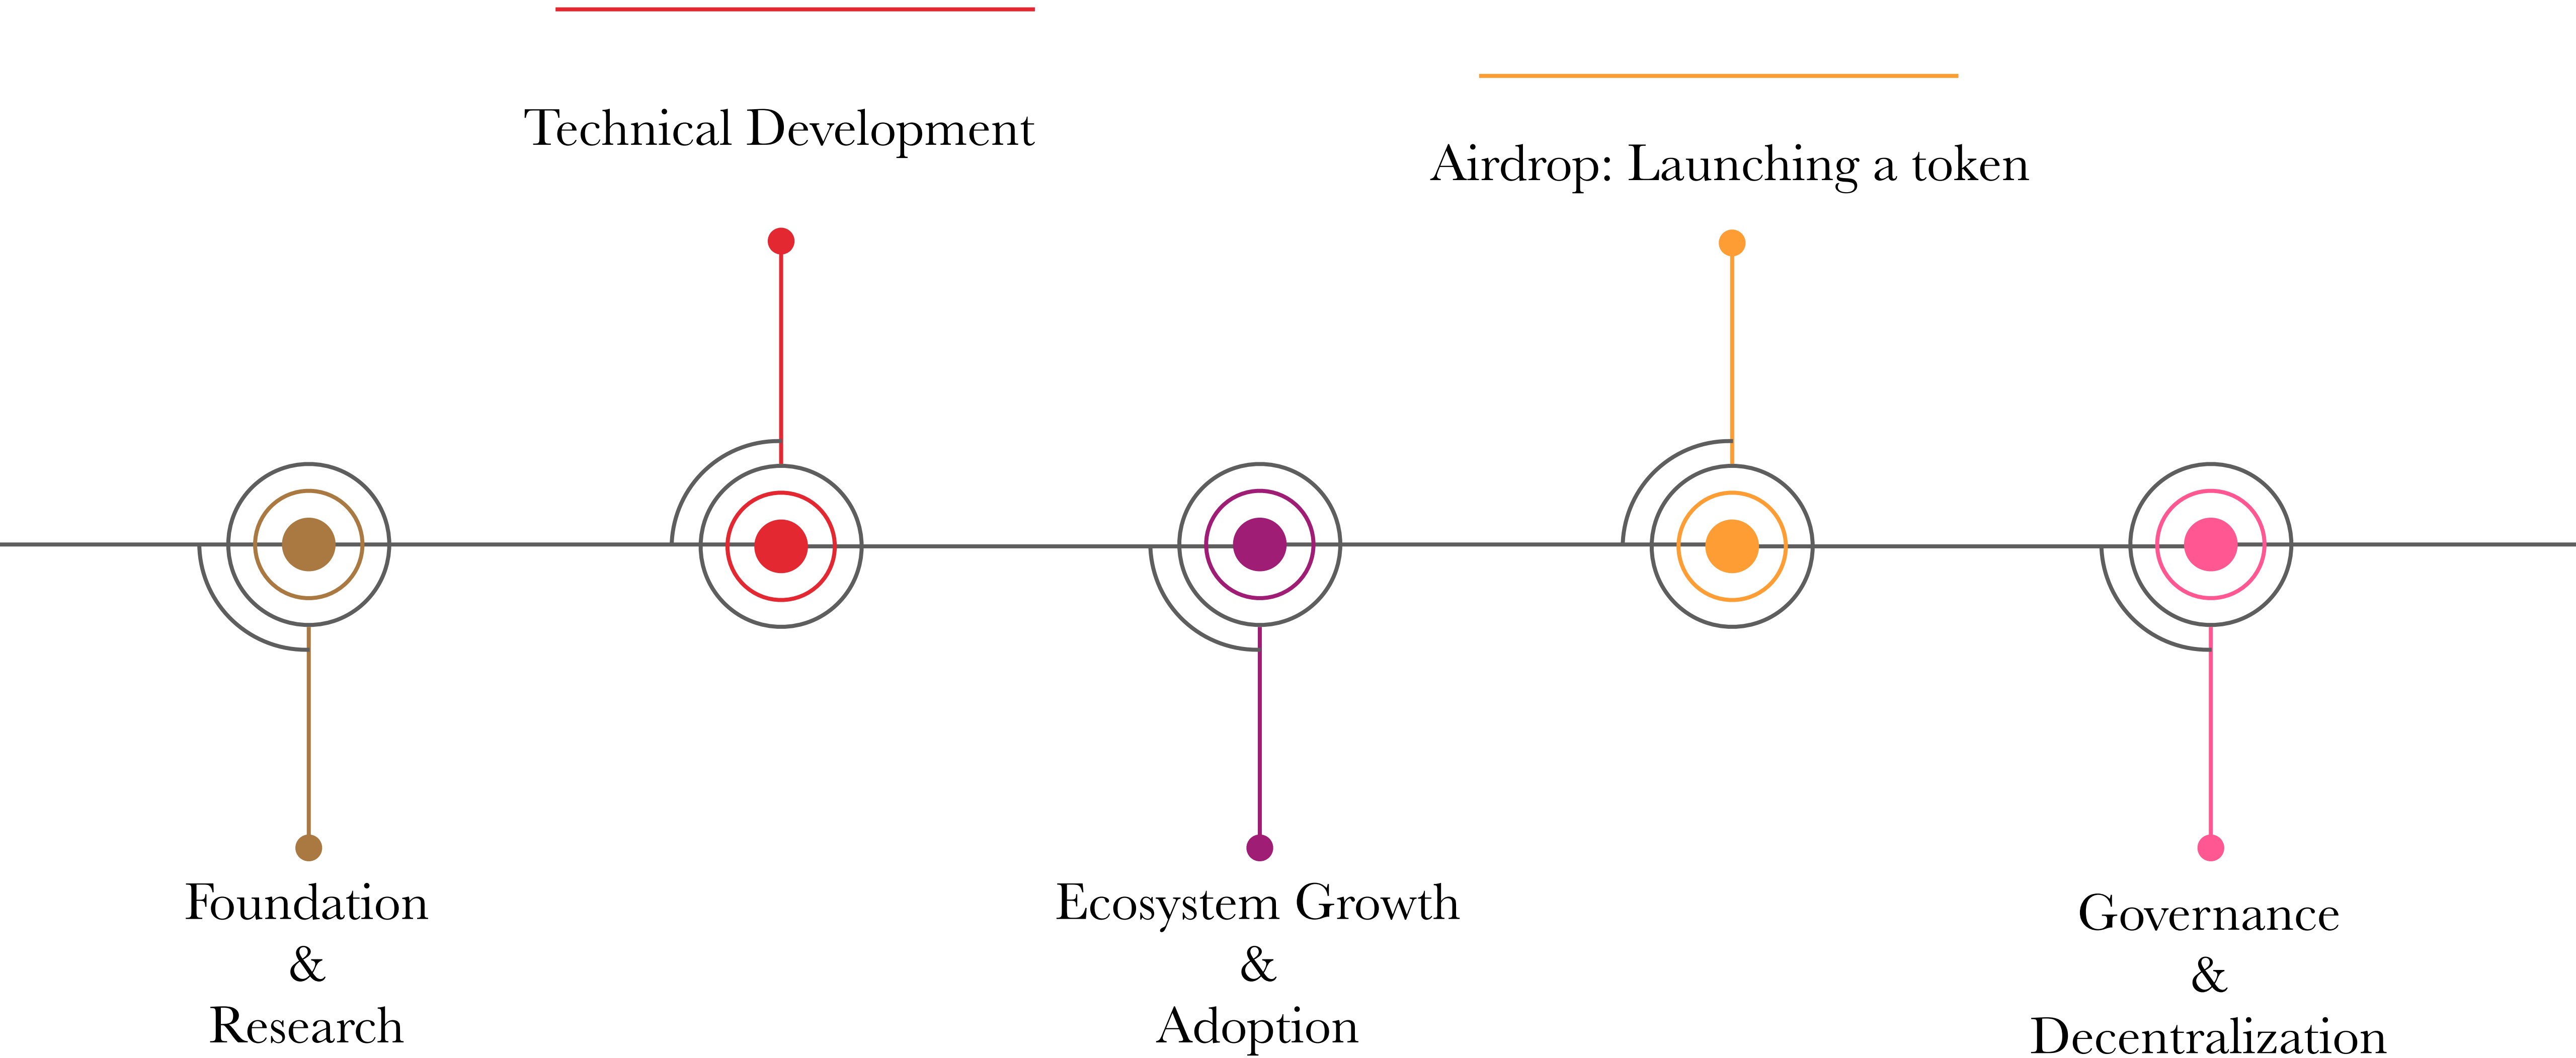 Technical Development
Airdrop: Launching a token
Foundation
&
Research
Ecosystem Growth
&
Adoption
Governance
&
Decentralization